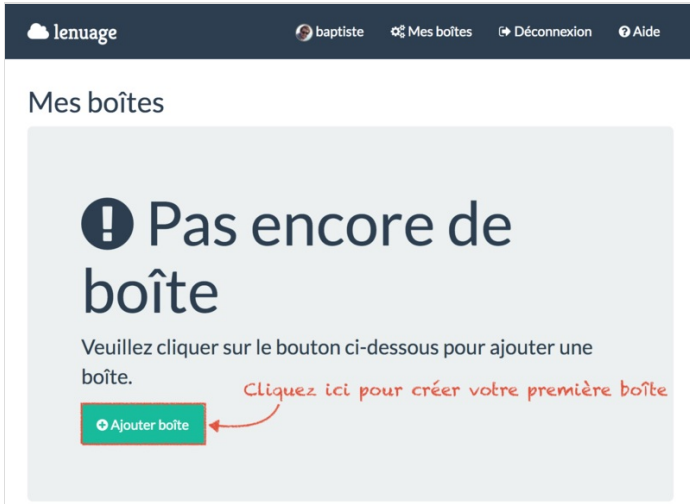 lenuage
baptiste
Mes boîtes
Déconnexion
Aide
Mes boîtes
Pas encore de
boîte
Veuillez cliquer sur le bouton ci-dessous pour ajouter une
boîte.
Cliquez ici pour créer votre première boîte
Ajouter boîte